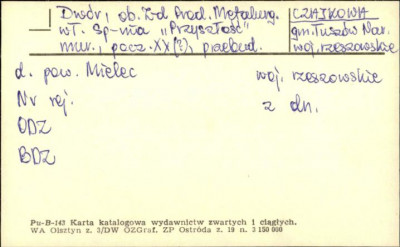 Dwór, ob. Z-d Prod. Metalurg.
wł. Sp-nia "Przyszłość"
mur., pocz. XX(?), przebud.
CZAJKOWA
gm. Tuszów Nar.
woj. rzeszowskie
d. pow. Mielec woj. rzeszowskie
Nr rej. z dn.
ODZ
BDZ
Pu-B-143 Karta katalogowa wydawnictw zwartych i ciągłych.
WA Olsztyn z. 3/DW OZGraf. ZP Ostróda z. 19 n. 3 150 000